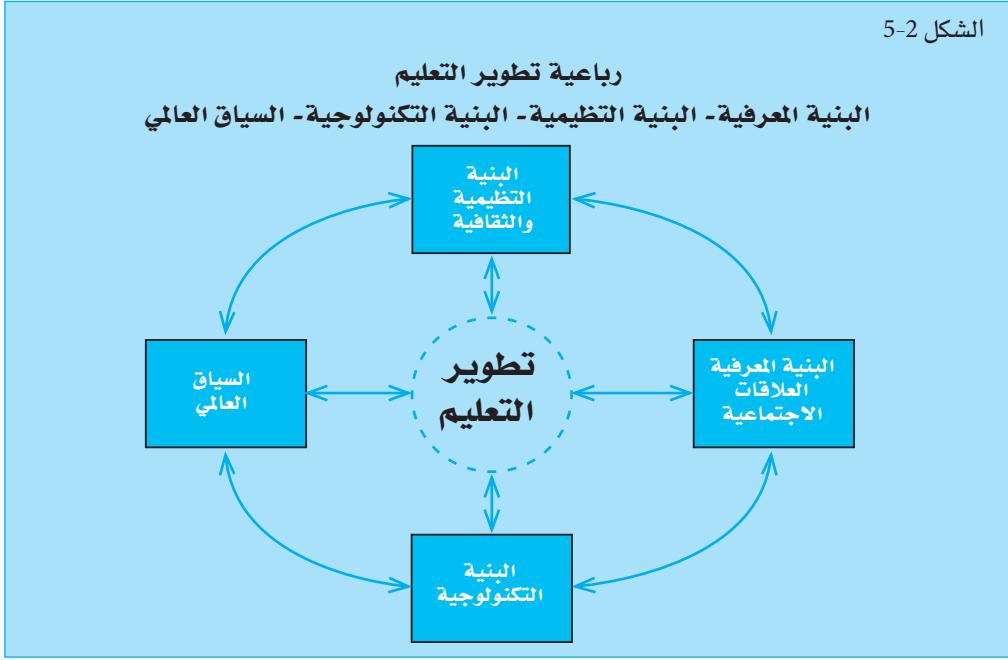 الشكل 2-5
رباعية تطوير التعليم
البنية المعرفية - البنية التظيمية - البنية التكنولوجية - السياق العالمي
البنية
التظيمية
والثقافية
البنية المعرفية
العلاقات
الاجتماعية
تطوير
التعليم
السياق
العالمي
البنية
التكنولوجية